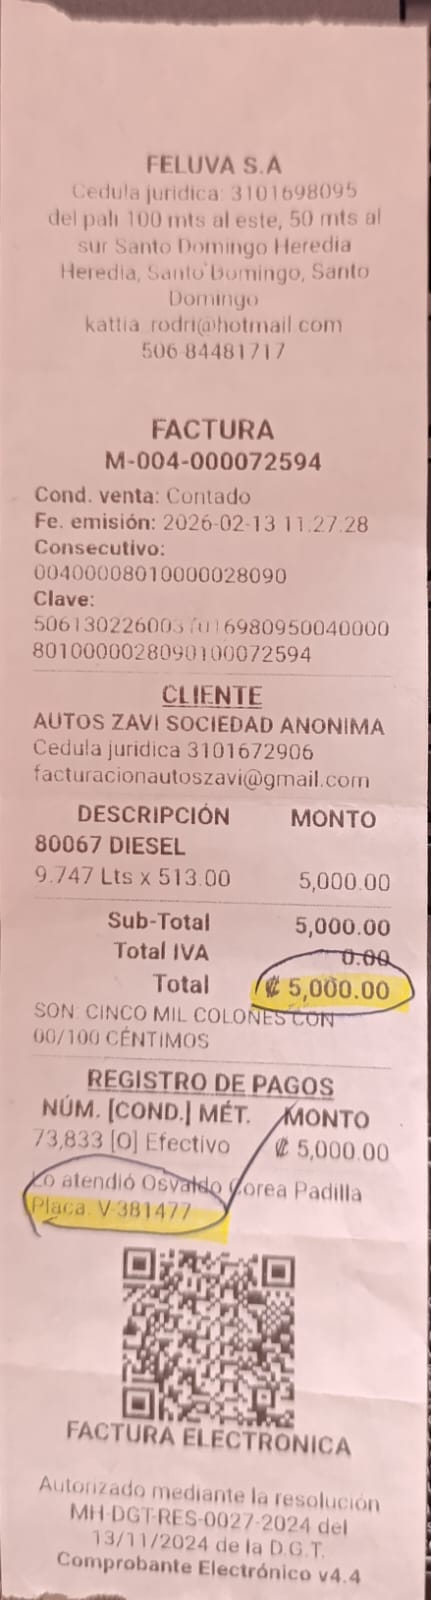 FELUVA S.A
Cedula juridica: 3101698095
del pali 100 mts al este, 50 mts al
sur Santo Domingo Heredia
Heredia, Santo Domingo, Santo
Domingo
kattia.rodri@hotmail.com
506-84481717
FACTURA
M-004-000072594
Cond. venta: Contado
Fe. emisión: 2026-02-13 11:27:28
Consecutivo:
00400008010000028090
Clave:
8010000028090100072594
CLIENTE
AUTOS ZAVI SOCIEDAD ANONIMA
Cedula juridica 3101672906
facturacionautoszavi@gmail.com
DESCRIPCIÓN MONTO
80067 DIESEL
9.747 Lts x 513.00 5,000.00
Sub-Total 5,000.00
Total IVA 0.00
Total ₡ 5,000.00
SON: CINCO MIL COLONES CON
00/100 CÉNTIMOS
REGISTRO DE PAGOS
NÚM. [COND.] MÉT. MONTO
73,833 [O] Efectivo ₡ 5,000.00
Lo atendió Osvaldo Corea Padilla
Placa: V-381477
FACTURA ELECTRONICA
Autorizado mediante la resolución
MH-DGT-RES-0027-2024 del
13/11/2024 de la D.G.T.
Comprobante Electrónico v4.4